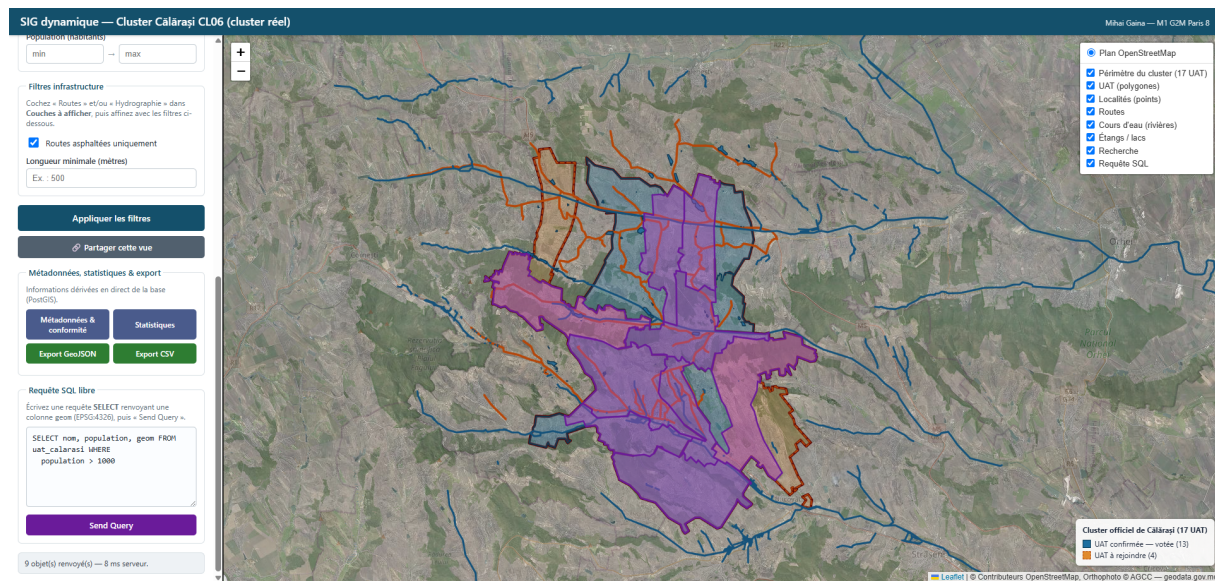 SIG dynamique — Cluster Călărași CL06 (cluster réel)
Mihai Gaina — M1 G2M Paris 8
Population (habitants)
min → max
Filtres infrastructure
Cochez « Routes » et/ou « Hydrographie » dans
Couches à afficher, puis affinez avec les filtres ci-
dessous.
Routes asphaltées uniquement
Longueur minimale (mètres)
Ex. : 500
Appliquer les filtres
Partager cette vue
Métadonnées, statistiques & export
Informations dérivées en direct de la base
(PostGIS).
Métadonnées &
conformité
Statistiques
Export GeoJSON
Export CSV
Requête SQL libre
Écrivez une requête SELECT renvoyant une
colonne geom (EPSG:4326), puis « Send Query ».
SELECT nom, population, geom FROM
uat_calarasi WHERE
population > 1000
Send Query
9 objet(s) renvoyé(s) — 8 ms serveur.
+
−
Plan OpenStreetMap
Périmètre du cluster (17 UAT)
UAT (polygones)
Localités (points)
Routes
Cours d'eau (rivières)
Étangs / lacs
Recherche
Requête SQL
Orhei
Parcul
Național
Orhei
Cluster officiel de Călărași (17 UAT)
UAT confirmée — votée (13)
UAT à rejoindre (4)
Leaflet | © Contributeurs OpenStreetMap, Orthophoto © AGCC — geodata.gov.m